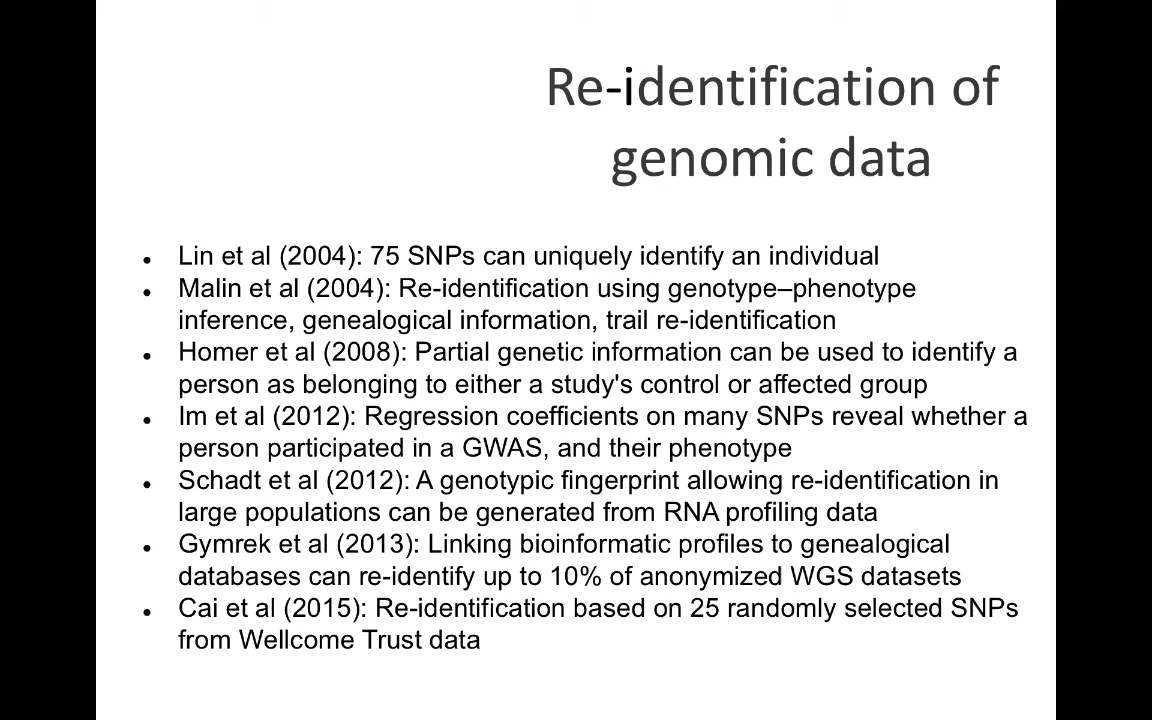 Re-identification of
genomic data
• Lin et al (2004): 75 SNPs can uniquely identify an individual
• Malin et al (2004): Re-identification using genotype–phenotype
inference, genealogical information, trail re-identification
• Homer et al (2008): Partial genetic information can be used to identify a
person as belonging to either a study's control or affected group
• Im et al (2012): Regression coefficients on many SNPs reveal whether a
person participated in a GWAS, and their phenotype
• Schadt et al (2012): A genotypic fingerprint allowing re-identification in
large populations can be generated from RNA profiling data
• Gymrek et al (2013): Linking bioinformatic profiles to genealogical
databases can re-identify up to 10% of anonymized WGS datasets
• Cai et al (2015): Re-identification based on 25 randomly selected SNPs
from Wellcome Trust data